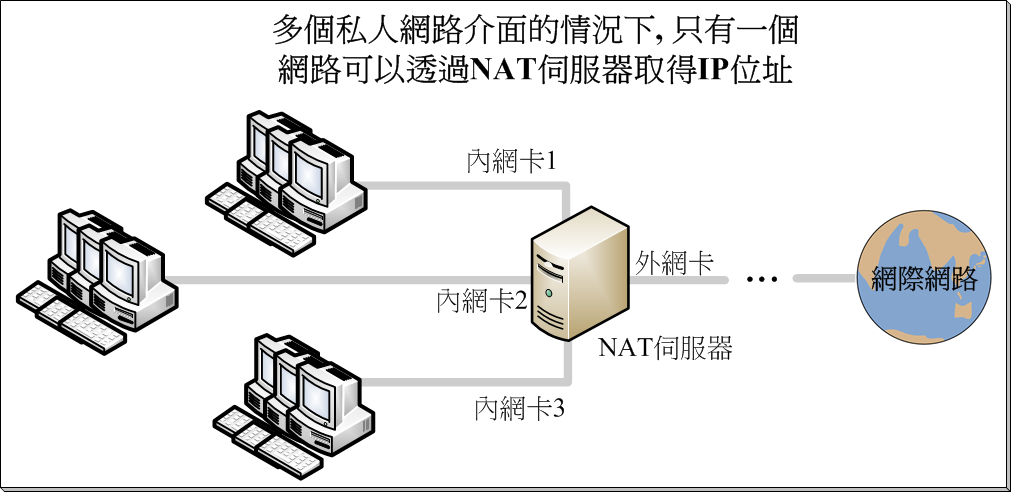 多個私人網路介面的情況下, 只有一個
網路可以透過NAT伺服器取得IP位址
內網卡1
外網卡
網際網路
內網卡2
NAT伺服器
內網卡3